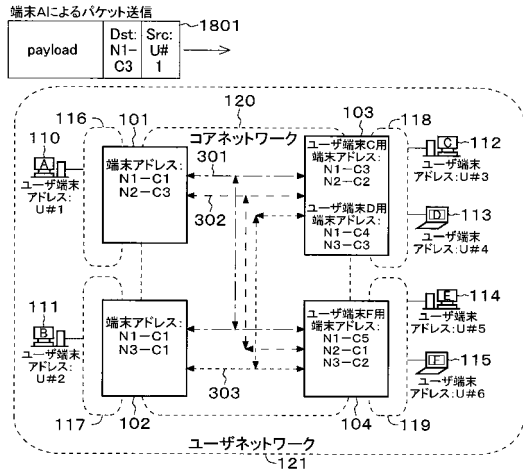 端末Aによるパケット送信
1801
payload
Dst:
N1-
C3
Src:
U#
1
120
116
101
103
118
110
コアネットワーク
A
ユーザ端末
アドレス:
U#1
端末アドレス:
N1-C1
N2-C3
301
302
ユーザ端末C用
端末アドレス:
N1-C3
N2-C2
ユーザ端末D用
端末アドレス:
N1-C4
N3-C3
C
112
ユーザ端末
アドレス:U#3
D
113
ユーザ端末
アドレス:U#4
111
B
ユーザ端末
アドレス:
U#2
端末アドレス:
N1-C1
N3-C1
303
ユーザ端末F用
端末アドレス:
N1-C5
N2-C1
N3-C2
E
114
ユーザ端末
アドレス:U#5
F
115
ユーザ端末
アドレス:U#6
117
102
104
119
ユーザネットワーク
121